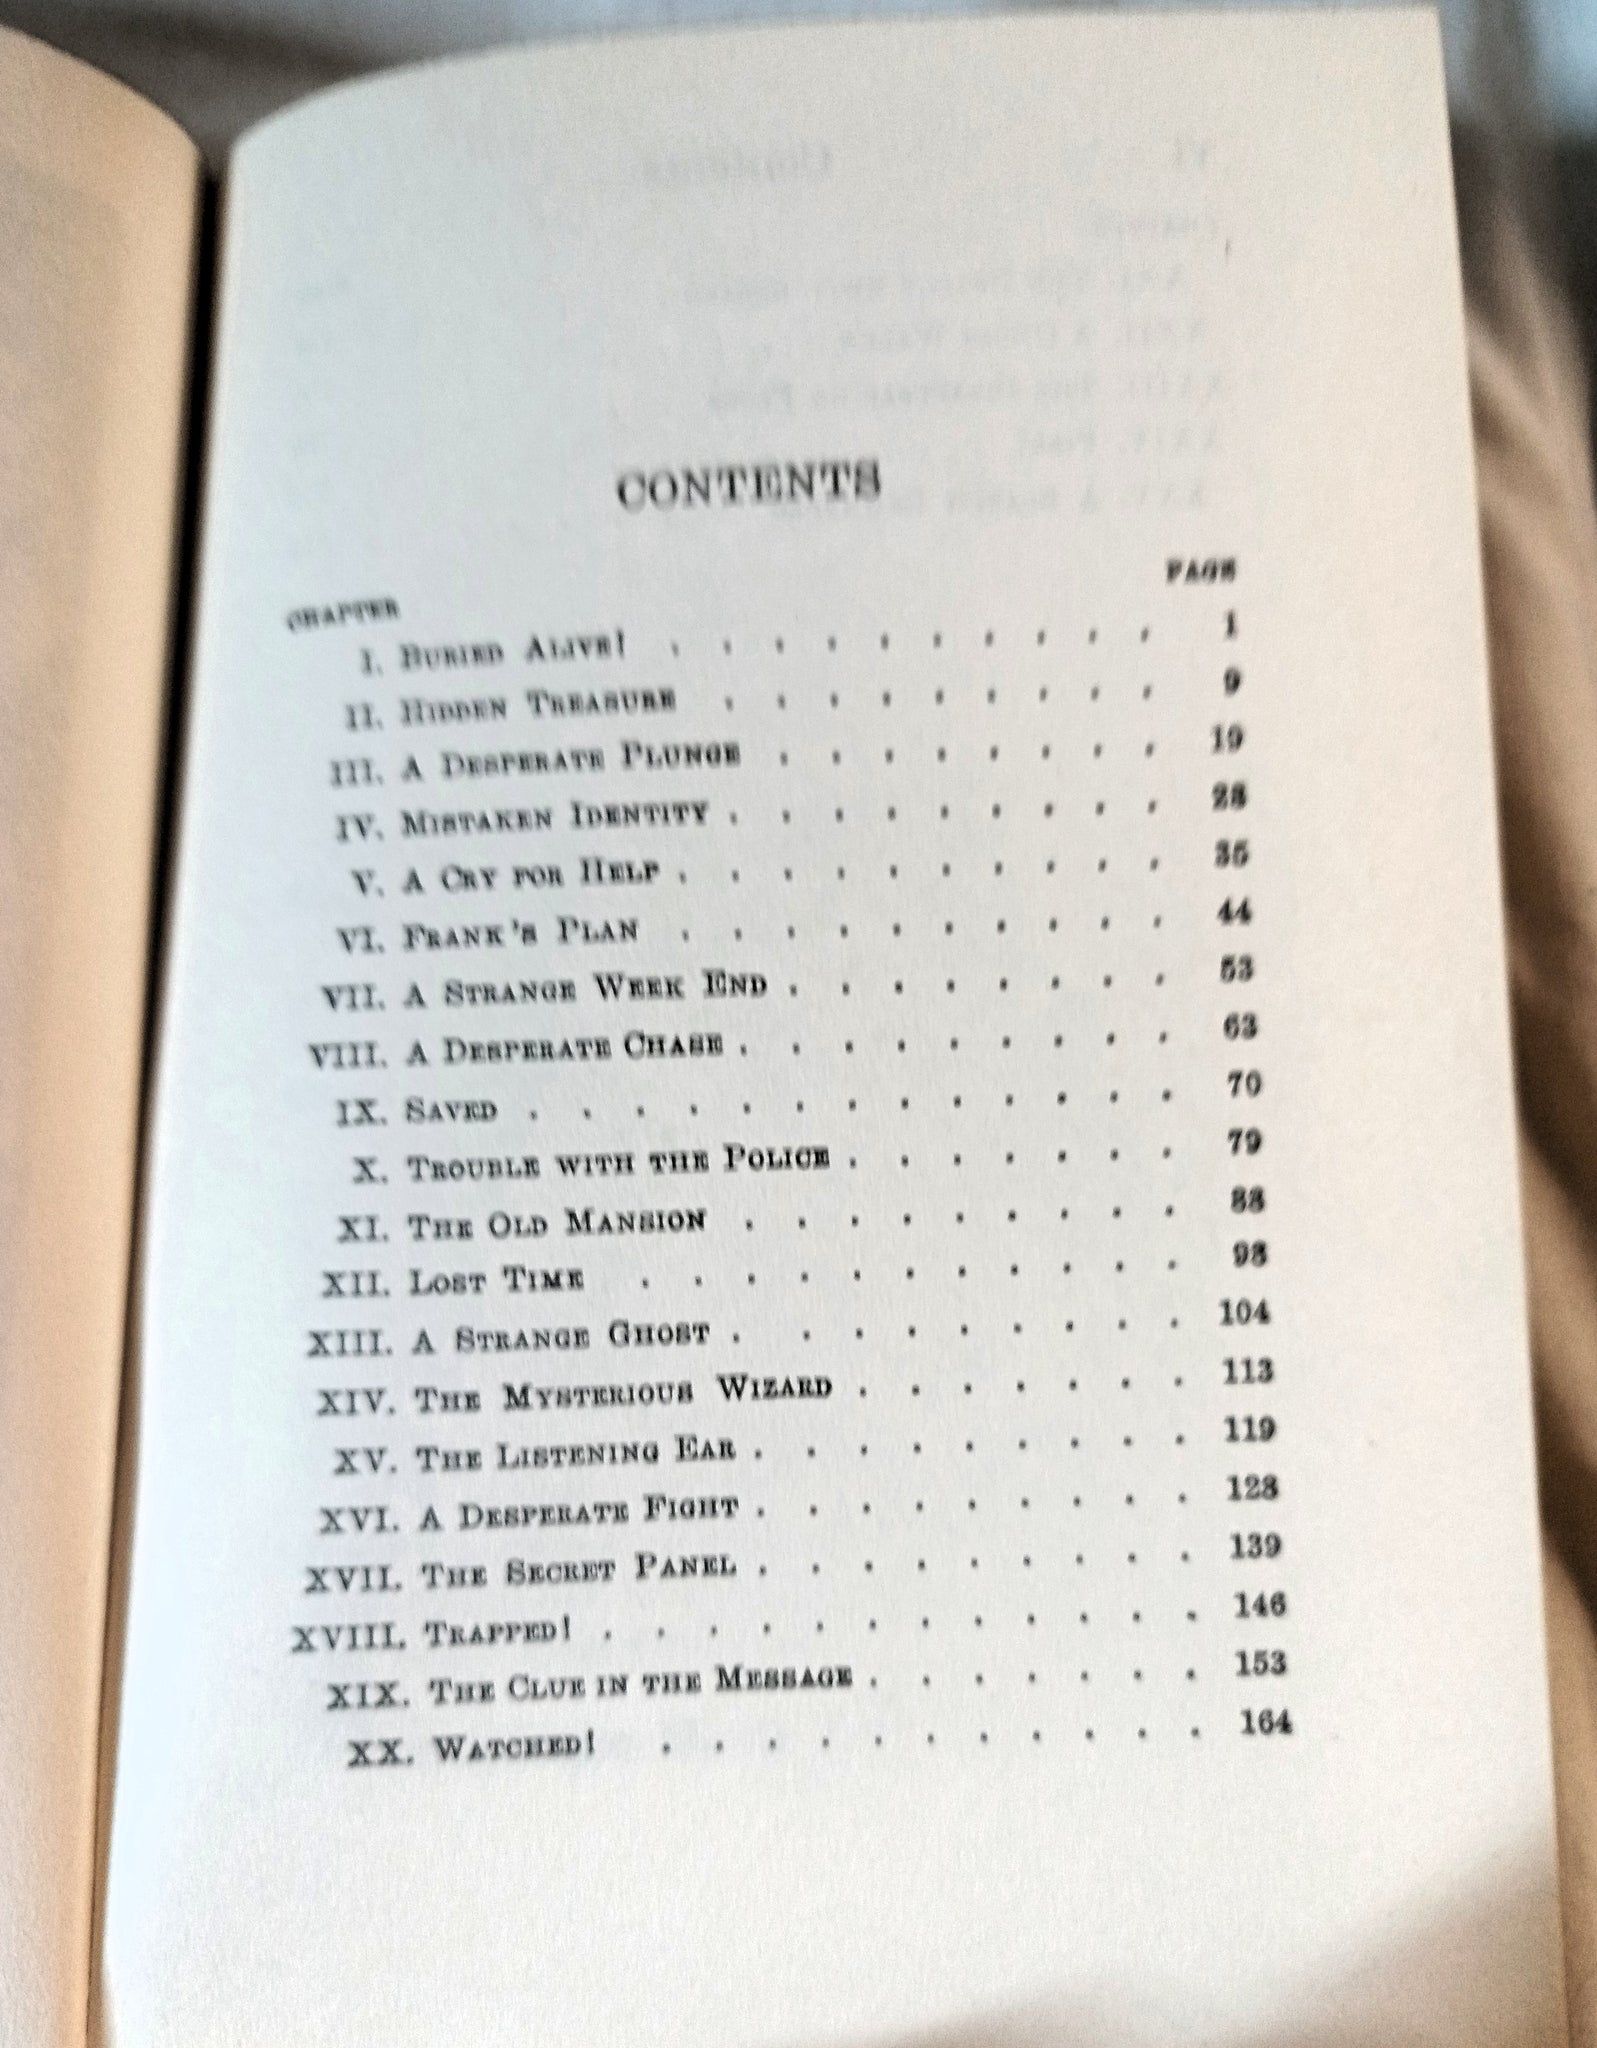 CONTENTS
CHAPTER PAGE
I. BURIED ALIVE! . . . . . . . . . . 1
II. HIDDEN TREASURE . . . . . . . . . 9
III. A DESPERATE PLUNGE . . . . . . . . 19
IV. MISTAKEN IDENTITY . . . . . . . . . 28
V. A CRY FOR HELP . . . . . . . . . . 35
VI. FRANK'S PLAN . . . . . . . . . . 44
VII. A STRANGE WEEK END . . . . . . . . 53
VIII. A DESPERATE CHASE . . . . . . . . . 63
IX. SAVED . . . . . . . . . . . . . 70
X. TROUBLE WITH THE POLICE . . . . . . . 79
XI. THE OLD MANSION . . . . . . . . . 88
XII. LOST TIME . . . . . . . . . . . 98
XIII. A STRANGE GHOST . . . . . . . . . 104
XIV. THE MYSTERIOUS WIZARD . . . . . . . 113
XV. THE LISTENING EAR . . . . . . . . . 119
XVI. A DESPERATE FIGHT . . . . . . . . . 128
XVII. THE SECRET PANEL . . . . . . . . . 139
XVIII. TRAPPED! . . . . . . . . . . . . 146
XIX. THE CLUE IN THE MESSAGE . . . . . . . 153
XX. WATCHED! . . . . . . . . . . . 164